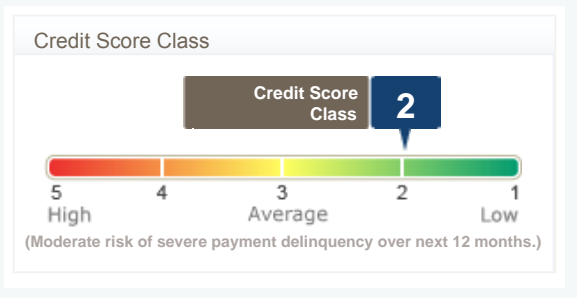 Credit Score Class
Credit Score
Class
2
5 4 3 2 1
High Average Low
(Moderate risk of severe payment delinquency over next 12 months.)